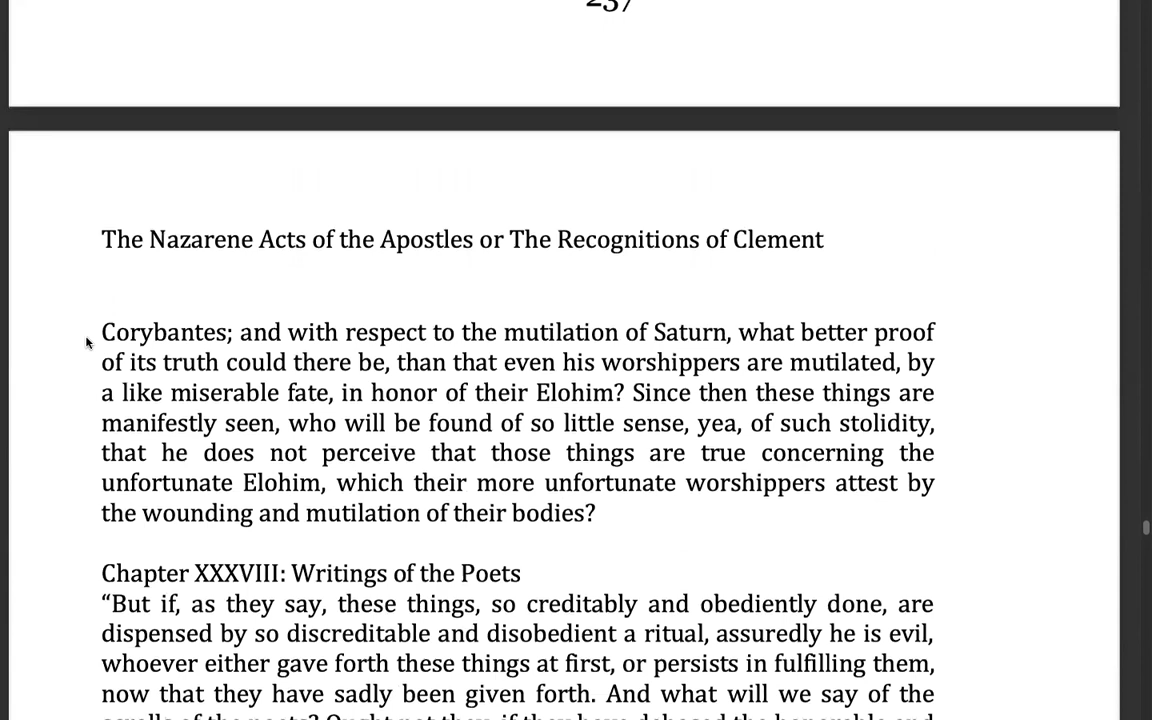 237
The Nazarene Acts of the Apostles or The Recognitions of Clement
Corybantes; and with respect to the mutilation of Saturn, what better proof
of its truth could there be, than that even his worshippers are mutilated, by
a like miserable fate, in honor of their Elohim? Since then these things are
manifestly seen, who will be found of so little sense, yea, of such stolidity,
that he does not perceive that those things are true concerning the
unfortunate Elohim, which their more unfortunate worshippers attest by
the wounding and mutilation of their bodies?
Chapter XXXVIII: Writings of the Poets
“But if, as they say, these things, so creditably and obediently done, are
dispensed by so discreditable and disobedient a ritual, assuredly he is evil,
whoever either gave forth these things at first, or persists in fulfilling them,
now that they have sadly been given forth. And what will we say of the